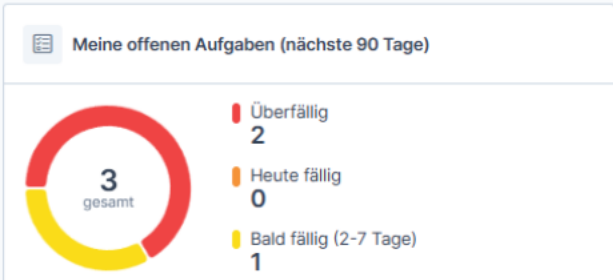 Meine offenen Aufgaben (nächste 90 Tage)
3
gesamt
Überfällig
2
Heute fällig
0
Bald fällig (2-7 Tage)
1